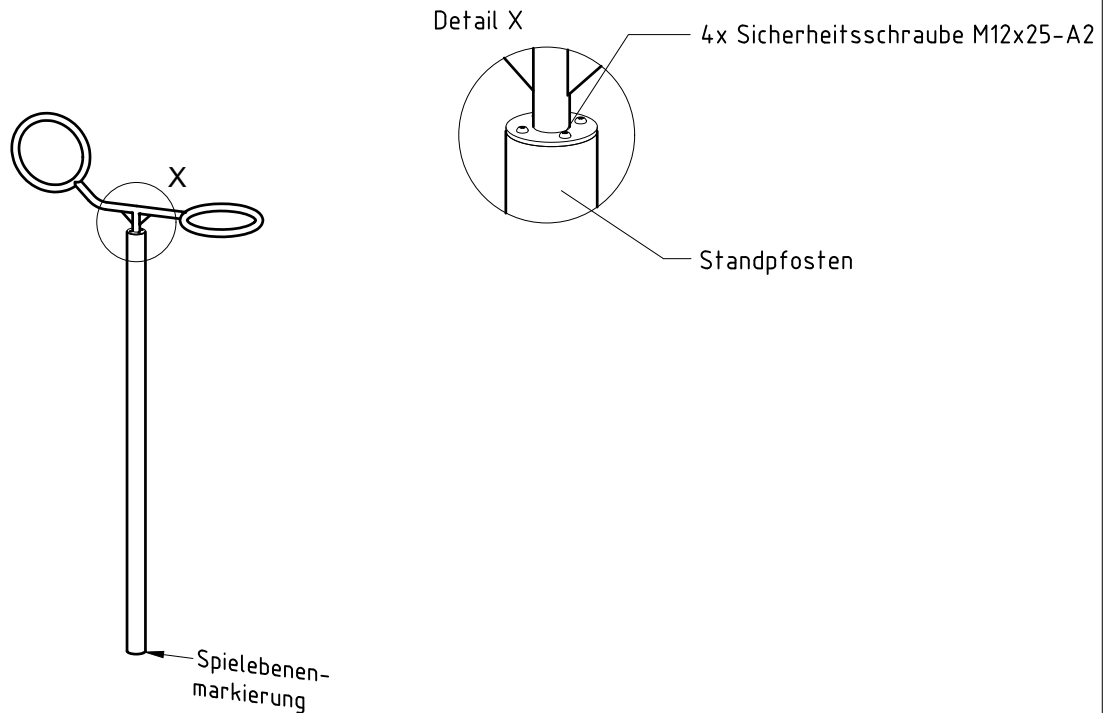 Detail X
4x Sicherheitsschraube M12x25-A2
X
Standpfosten
Spielebenen-
markierung